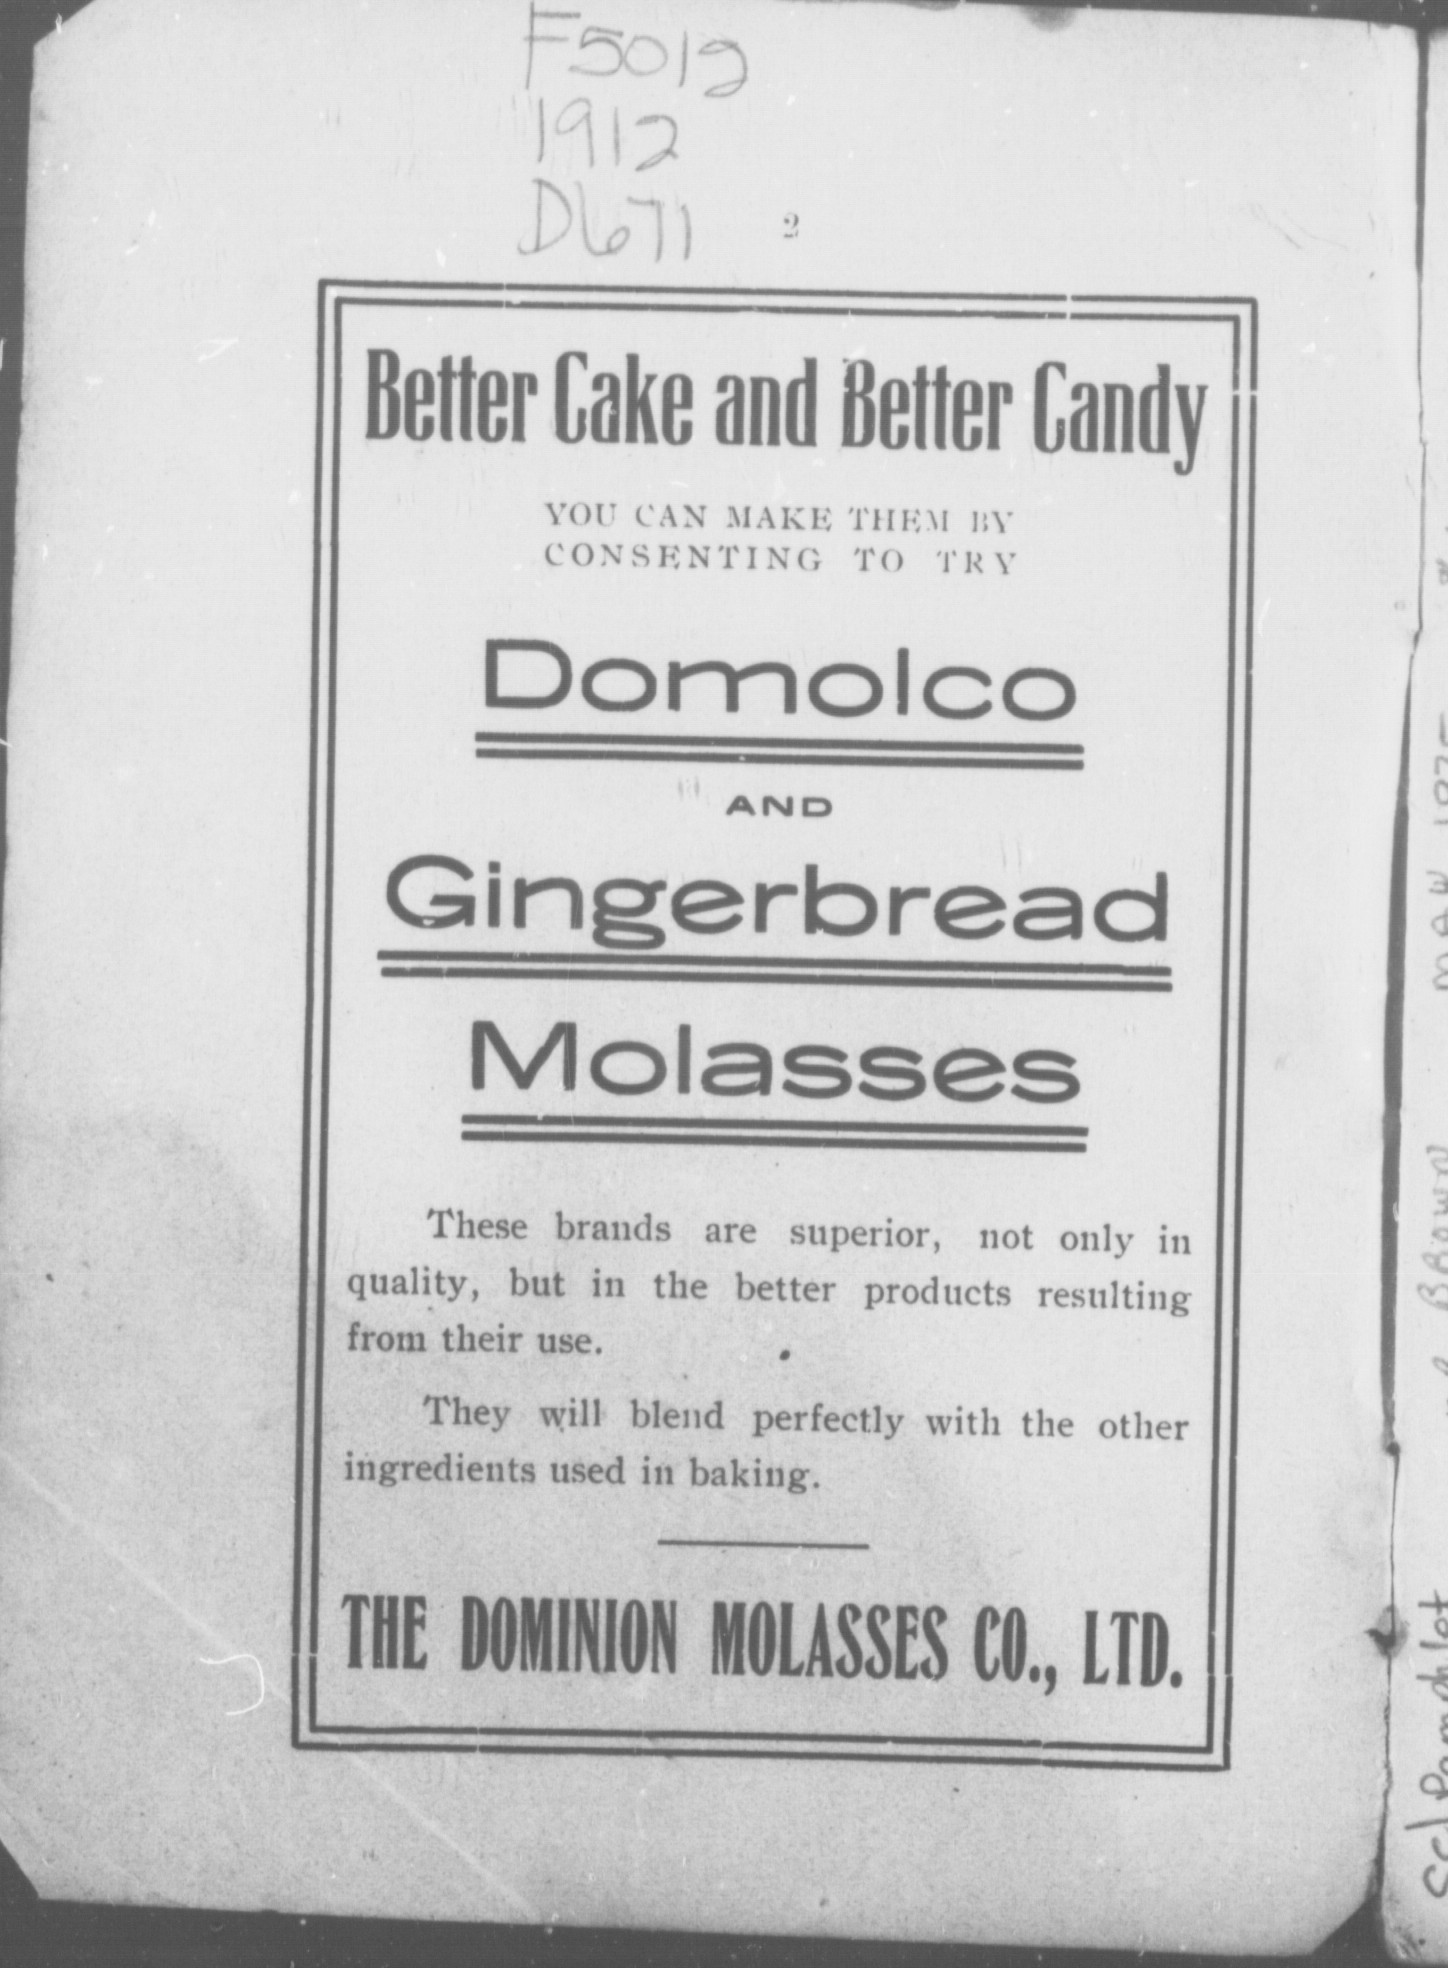 F5012
1912
D671
2
Better Cake and Better Candy
YOU CAN MAKE THEM BY
CONSENTING TO TRY
Domolco
AND
Gingerbread
Molasses
These brands are superior, not only in
quality, but in the better products resulting
from their use.
They will blend perfectly with the other
ingredients used in baking.
THE DOMINION MOLASSES CO., LTD.
BROWN